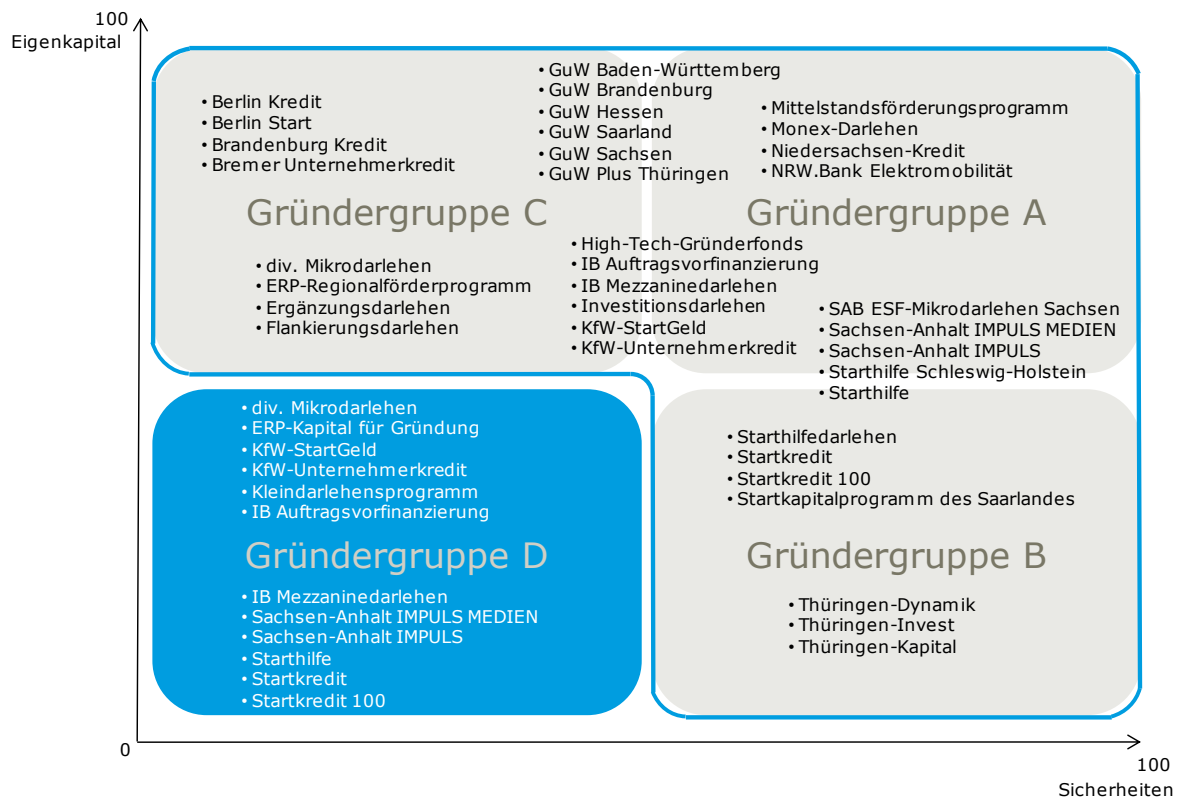 100
Eigenkapital
• Berlin Kredit
• Berlin Start
• Brandenburg Kredit
• Bremer Unternehmerkredit
• GuW Baden-Württemberg
• GuW Brandenburg
• GuW Hessen
• GuW Saarland
• GuW Sachsen
• GuW Plus Thüringen
• Mittelstandsförderungsprogramm
• Monex-Darlehen
• Niedersachsen-Kredit
• NRW.Bank Elektromobilität
Gründergruppe C
Gründergruppe A
• div. Mikrodarlehen
• ERP-Regionalförderprogramm
• Ergänzungsdarlehen
• Flankierungsdarlehen
• High-Tech-Gründerfonds
• IB Auftragsvorfinanzierung
• IB Mezzaninedarlehen
• Investitionsdarlehen
• KfW-StartGeld
• KfW-Unternehmerkredit
• SAB ESF-Mikrodarlehen Sachsen
• Sachsen-Anhalt IMPULS MEDIEN
• Sachsen-Anhalt IMPULS
• Starthilfe Schleswig-Holstein
• Starthilfe
• div. Mikrodarlehen
• ERP-Kapital für Gründung
• KfW-StartGeld
• KfW-Unternehmerkredit
• Kleindarlehensprogramm
• IB Auftragsvorfinanzierung
• Starthilfedarlehen
• Startkredit
• Startkredit 100
• Startkapitalprogramm des Saarlandes
Gründergruppe D
Gründergruppe B
• IB Mezzaninedarlehen
• Sachsen-Anhalt IMPULS MEDIEN
• Sachsen-Anhalt IMPULS
• Starthilfe
• Startkredit
• Startkredit 100
• Thüringen-Dynamik
• Thüringen-Invest
• Thüringen-Kapital
0
100
Sicherheiten